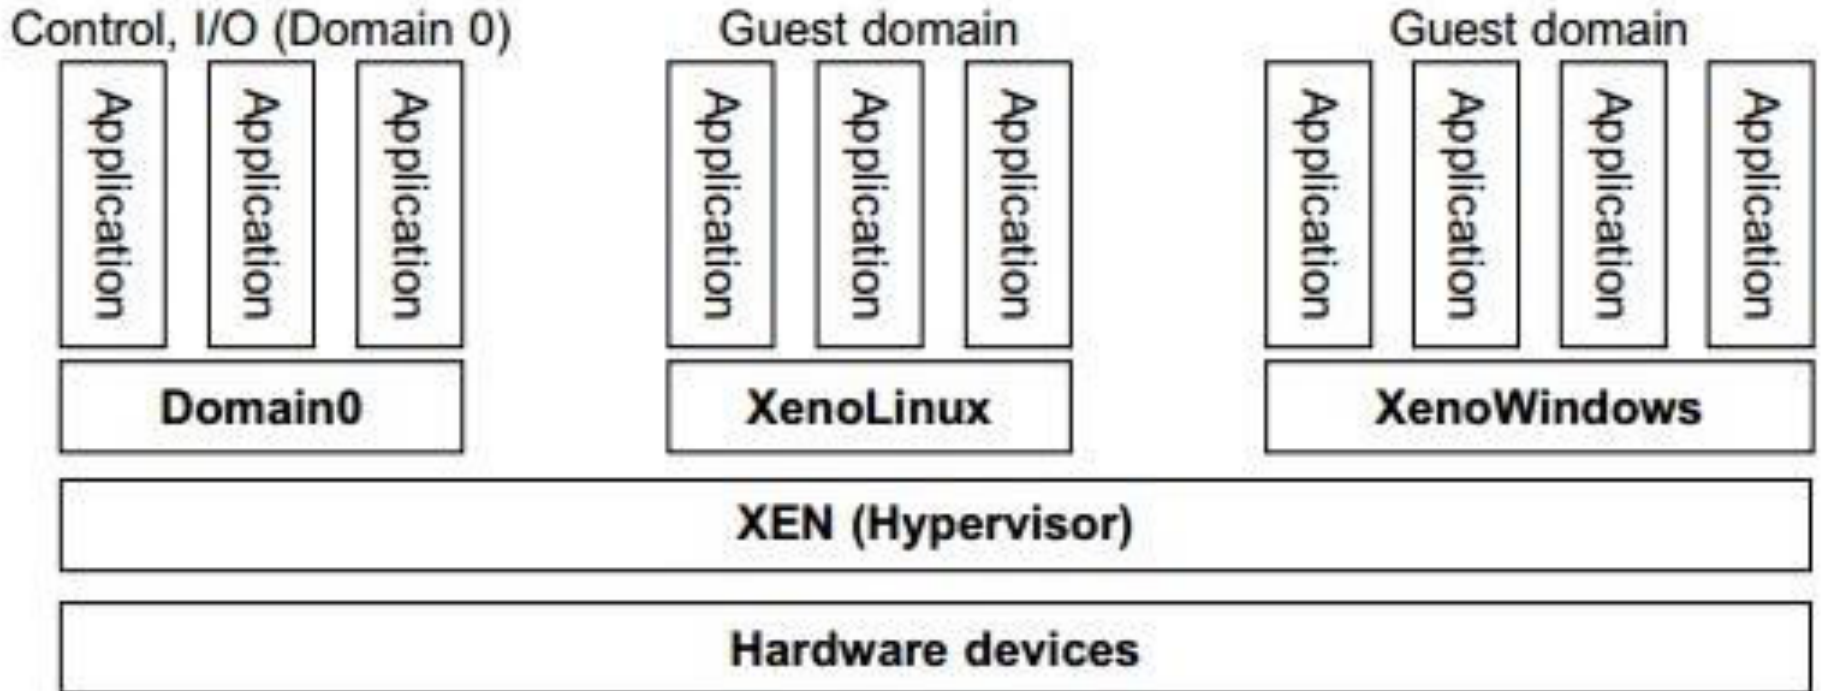 Control, I/O (Domain 0)
Guest domain
Guest domain
Application
Application
Application
Application
Application
Application
Application
Application
Application
Application
Domain0
XenoLinux
XenoWindows
XEN (Hypervisor)
Hardware devices